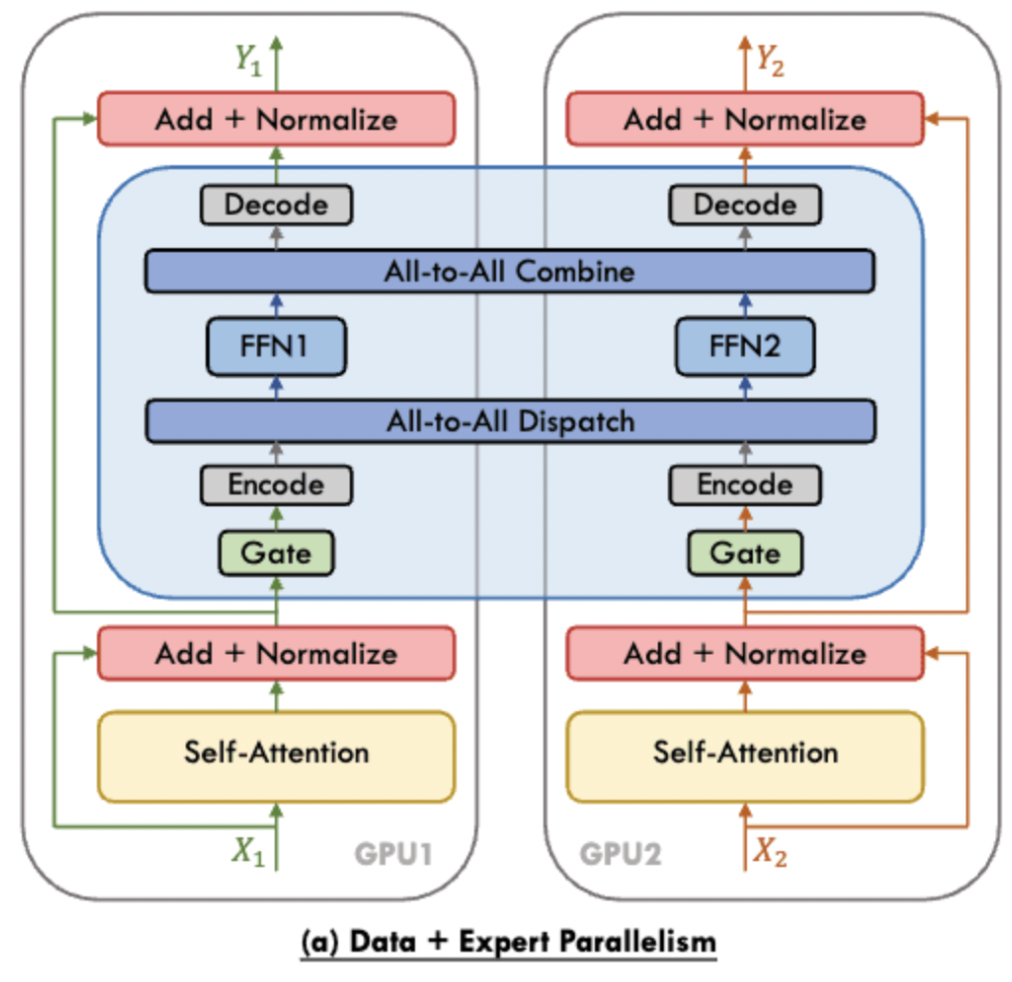 Y₁ Y₂
Add + Normalize Add + Normalize
Decode Decode
All-to-All Combine
FFN1 FFN2
All-to-All Dispatch
Encode Encode
Gate Gate
Add + Normalize Add + Normalize
Self-Attention Self-Attention
X₁ GPU1 GPU2 X₂
(a) Data + Expert Parallelism